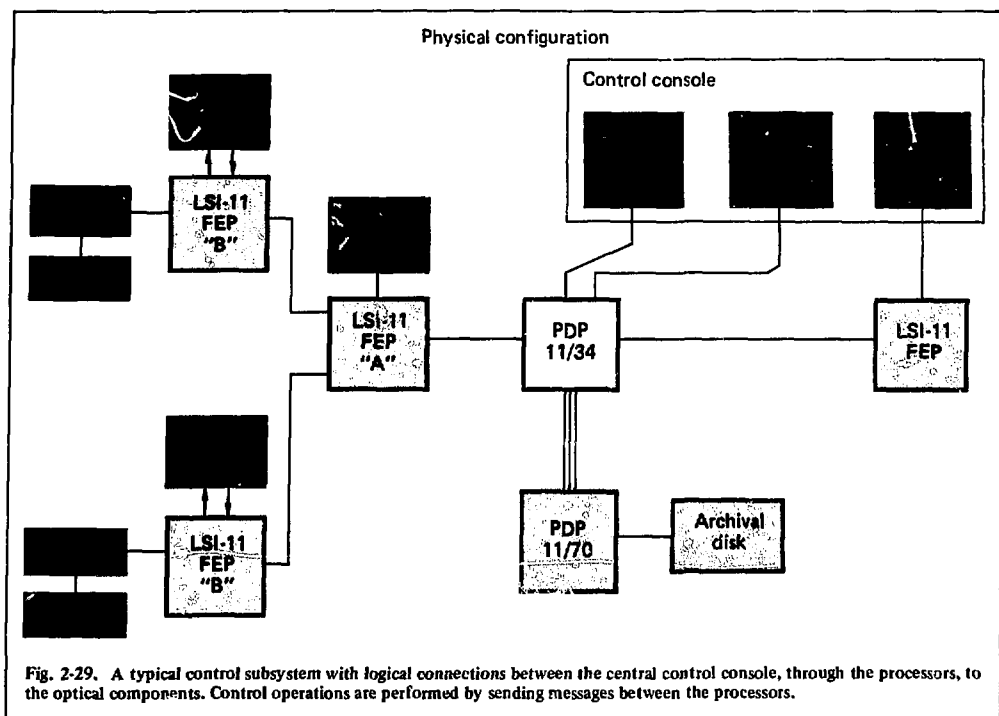 Physical configuration
Control console
LSI-11
FEP
"B"
LSI-11
FEP
"A"
PDP
11/34
LSI-11
FEP
LSI-11
FEP
"B"
PDP
11/70
Archival
disk
Fig. 2-29. A typical control subsystem with logical connections between the central control console, through the processors, to
the optical components. Control operations are performed by sending messages between the processors.